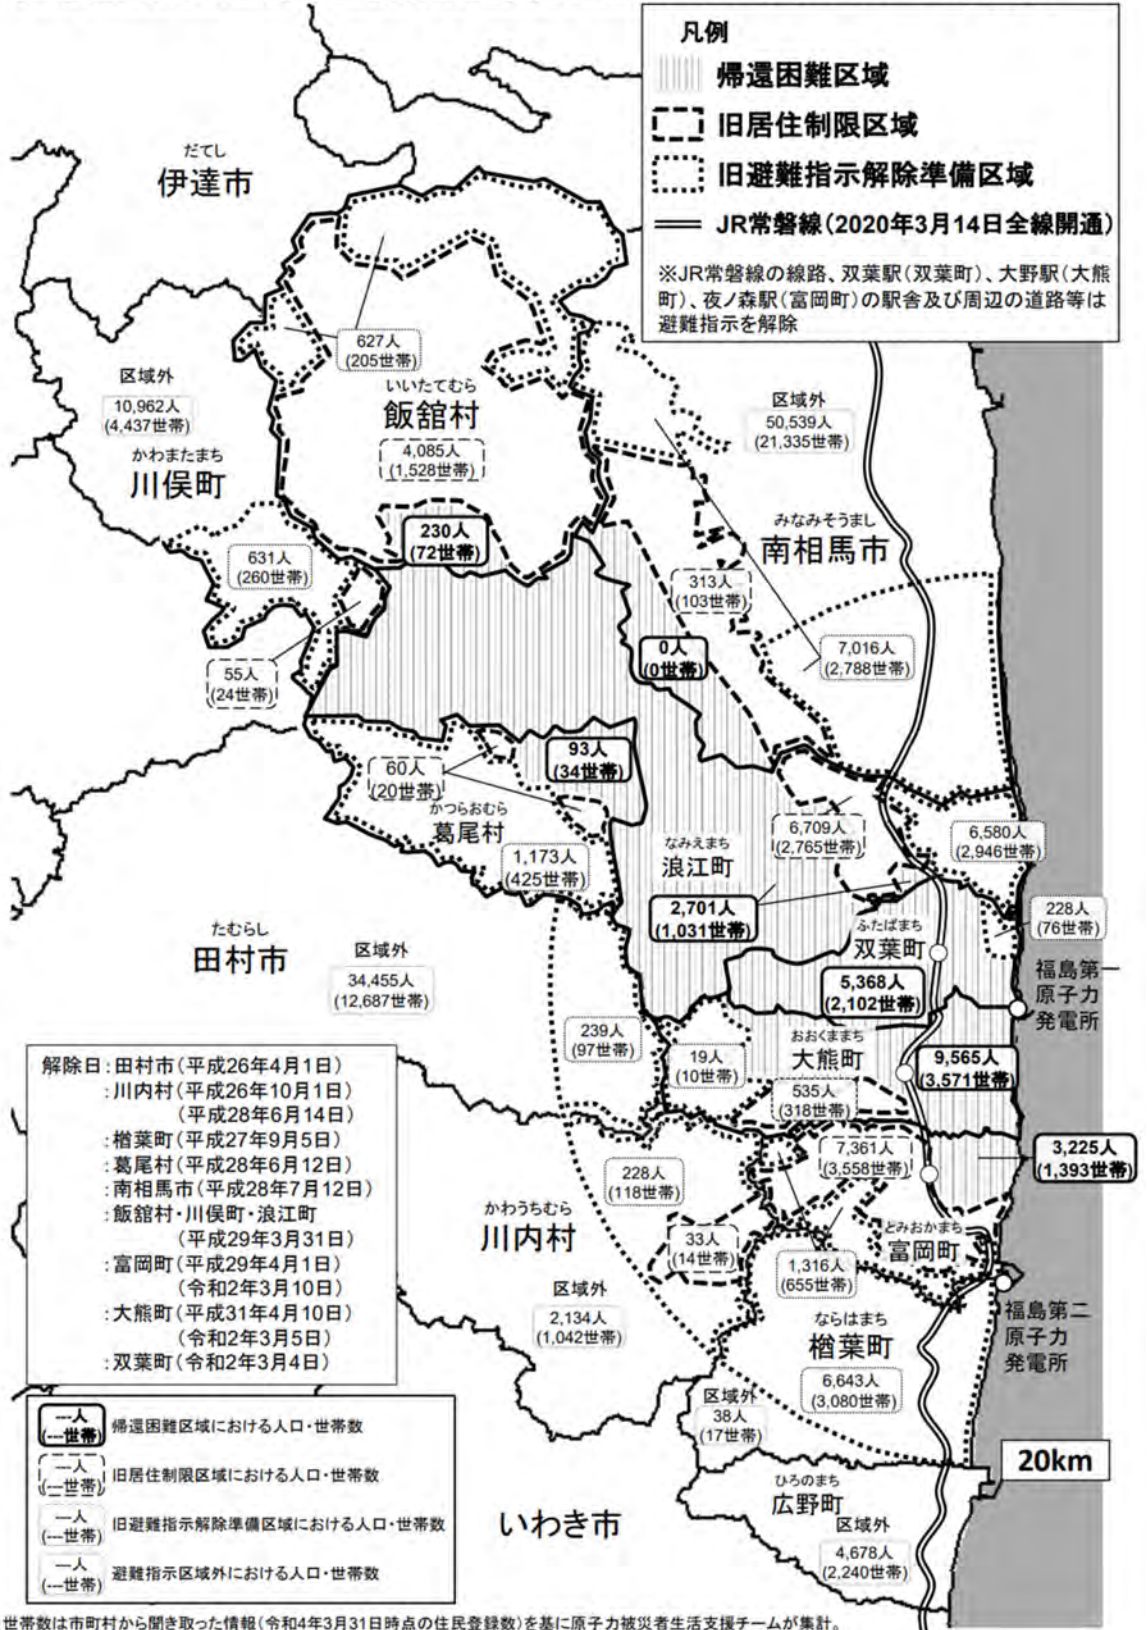 凡例
帰還困難区域
旧居住制限区域
旧避難指示解除準備区域
JR常磐線(2020年3月14日全線開通)
※JR常磐線の線路、双葉駅(双葉町)、大野駅(大熊
町)、夜ノ森駅(富岡町)の駅舎及び周辺の道路等は
避難指示を解除
だてし
伊達市
627人
(205世帯)
区域外
10,962人
(4,437世帯)
かわまたまち
川俣町
いいたてむら
飯舘村
4,085人
(1,528世帯)
区域外
50,539人
(21,335世帯)
みなみそうまし
南相馬市
230人
(72世帯)
631人
(260世帯)
313人
(103世帯)
0人
(0世帯)
7,016人
(2,788世帯)
55人
(24世帯)
93人
(34世帯)
60人
(20世帯)
かつらおむら
葛尾村
1,173人
(425世帯)
なみえまち
浪江町
6,709人
(2,765世帯)
6,580人
(2,946世帯)
2,701人
(1,031世帯)
ふたばまち
双葉町
228人
(76世帯)
たむらし
田村市
区域外
34,455人
(12,687世帯)
5,368人
(2,102世帯)
福島第一
原子力
発電所
239人
(97世帯)
19人
(10世帯)
おおくままち
大熊町
9,565人
(3,571世帯)
535人
(318世帯)
解除日:田村市(平成26年4月1日)
:川内村(平成26年10月1日)
(平成28年6月14日)
:楢葉町(平成27年9月5日)
:葛尾村(平成28年6月12日)
:南相馬市(平成28年7月12日)
:飯舘村・川俣町・浪江町
(平成29年3月31日)
:富岡町(平成29年4月1日)
(令和2年3月10日)
:大熊町(平成31年4月10日)
(令和2年3月5日)
:双葉町(令和2年3月4日)
228人
(118世帯)
7,361人
(3,558世帯)
3,225人
(1,393世帯)
かわうちむら
川内村
33人
(14世帯)
とみおかまち
富岡町
1,316人
(655世帯)
区域外
2,134人
(1,042世帯)
ならはまち
楢葉町
6,643人
(3,080世帯)
福島第二
原子力
発電所
区域外
38人
(17世帯)
20km
ひろのまち
広野町
区域外
4,678人
(2,240世帯)
いわき市
---人
(---世帯)
帰還困難区域における人口・世帯数
---人
(---世帯)
旧居住制限区域における人口・世帯数
---人
(---世帯)
旧避難指示解除準備区域における人口・世帯数
---人
(---世帯)
避難指示区域外における人口・世帯数
世帯数は市町村から聞き取った情報(令和4年3月31日時点の住民登録数)を基に原子力被災者生活支援チームが集計。